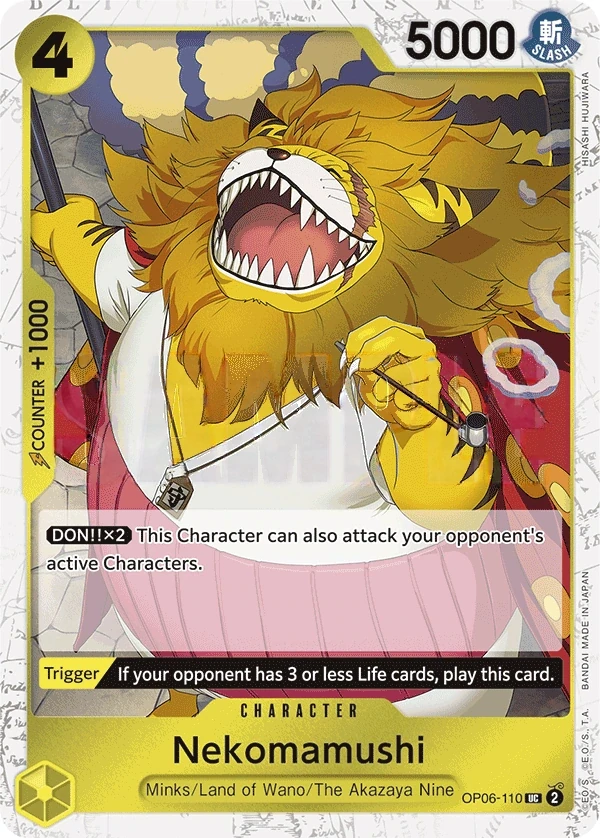 4
5000
斬
SLASH
HISASHI HUJIWARA
COUNTER +1000
DON!!×2 This Character can also attack your opponent's
active Characters.
Trigger If your opponent has 3 or less Life cards, play this card.
CHARACTER
Nekomamushi
Minks/Land of Wano/The Akazaya Nine
OP06-110 UC 2
BANDAI MADE IN JAPAN
©E.O./S. ©E.O./S., T.A.